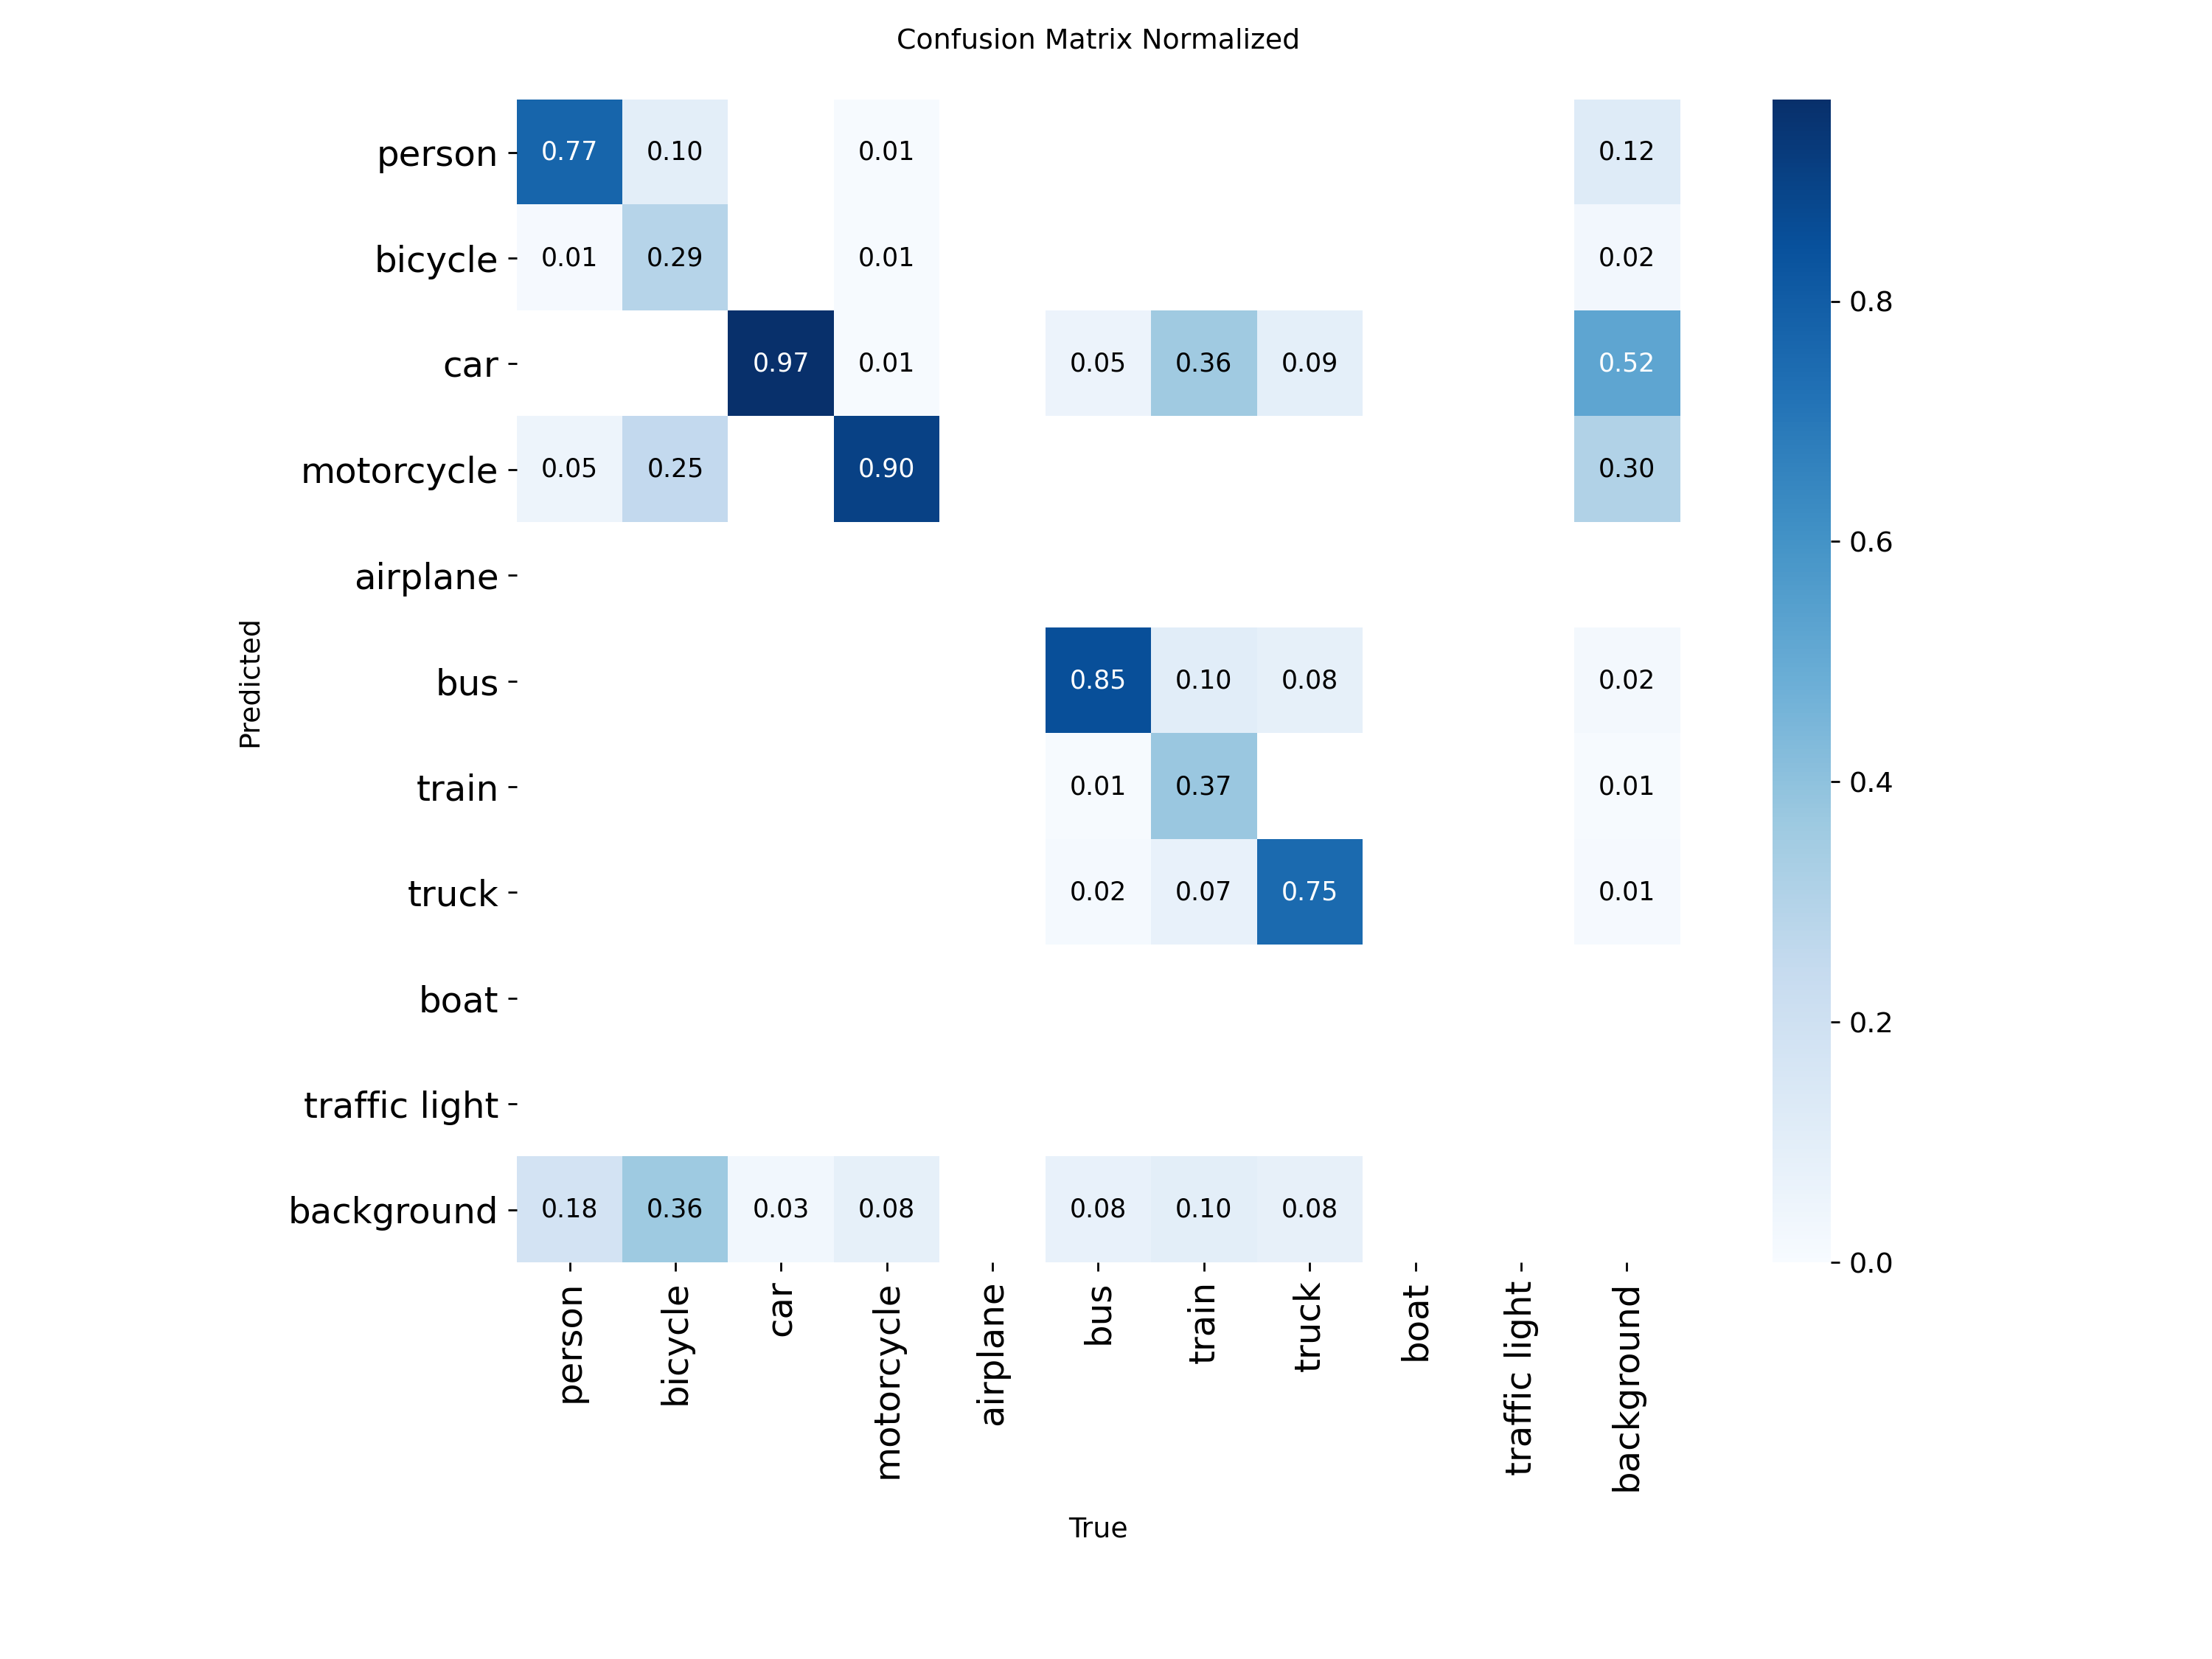 Confusion Matrix Normalized
person 0.77 0.10 0.01 0.12
bicycle 0.01 0.29 0.01 0.02
car 0.97 0.01 0.05 0.36 0.09 0.52
motorcycle 0.05 0.25 0.90 0.30
airplane
bus 0.85 0.10 0.08 0.02
train 0.01 0.37 0.01
truck 0.02 0.07 0.75 0.01
boat
traffic light
background 0.18 0.36 0.03 0.08 0.08 0.10 0.08
Predicted
person
bicycle
car
motorcycle
airplane
bus
train
truck
boat
traffic light
background
True
0.8
0.6
0.4
0.2
0.0